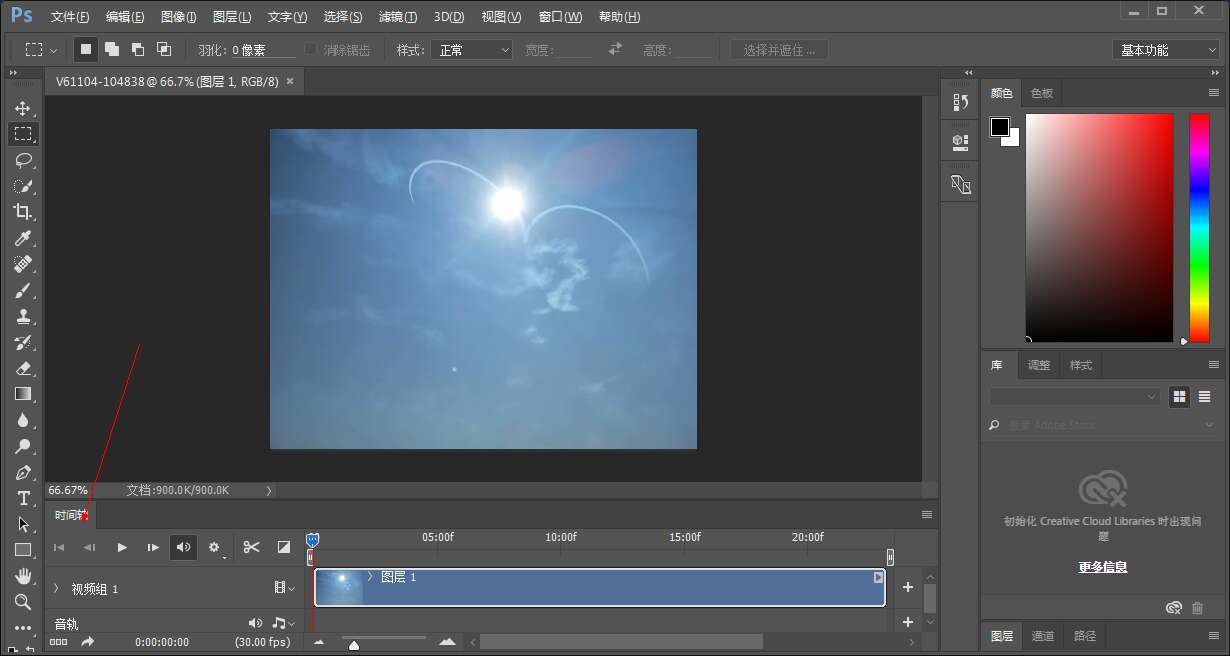 Ps 文件(F) 编辑(E) 图像(I) 图层(L) 文字(Y) 选择(S) 滤镜(T) 3D(D) 视图(V) 窗口(W) 帮助(H)
羽化: 0 像素 消除锯齿 样式: 正常 宽度: 高度: 选择并遮住 ... 基本功能
V61104-104838 @ 66.7% (图层 1, RGB/8) ×
颜色 色板
库 调整 样式
搜索 Adobe Stock
初始化 Creative Cloud Libraries 时出现问
题
更多信息
66.67% 文档:900.0K/900.0K
时间轴
05:00f 10:00f 15:00f 20:00f
视频组 1
图层 1
音轨
0:00:00:00 (30.00 fps)
图层 通道 路径